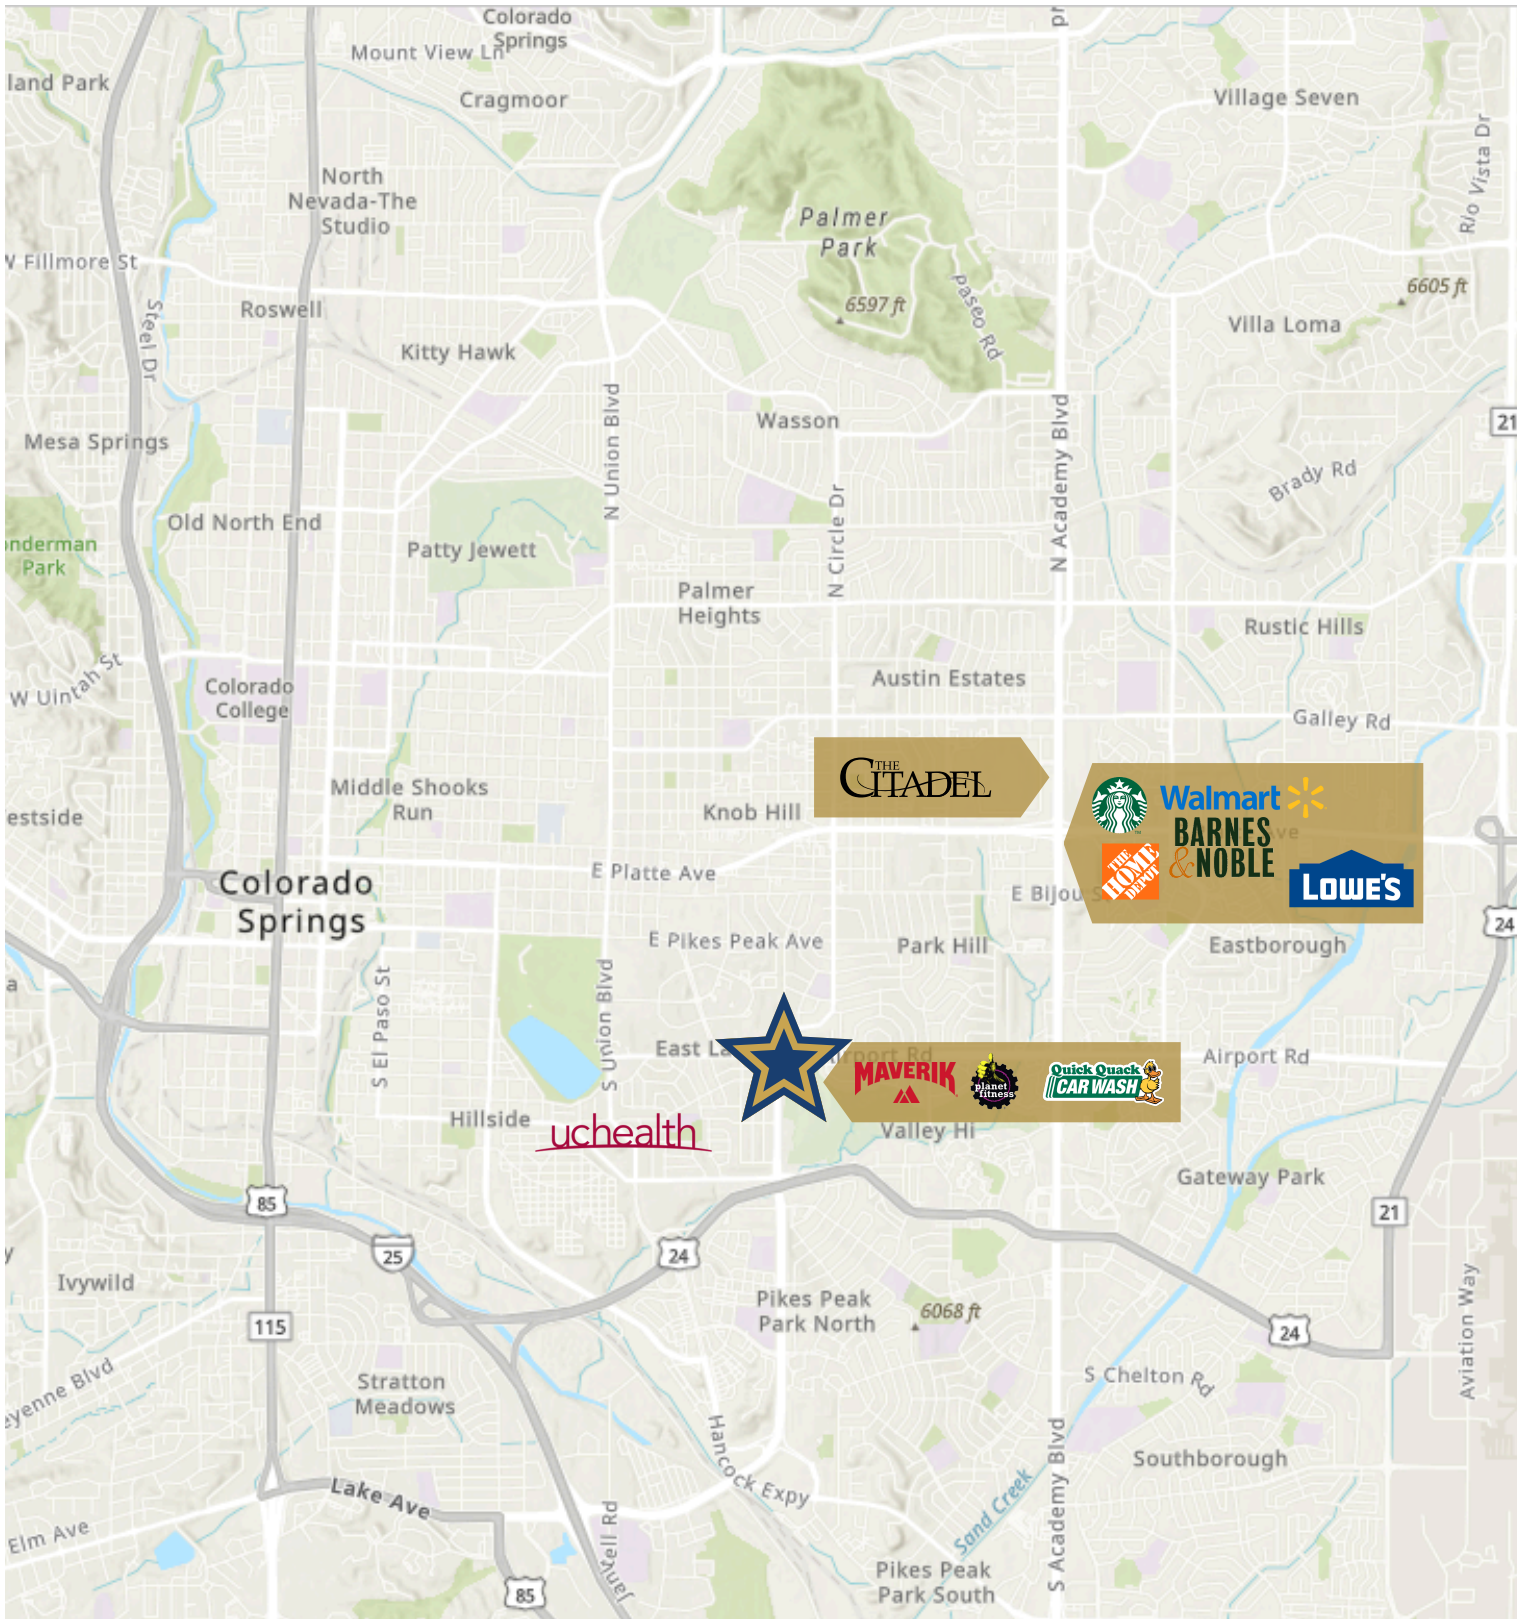 Colorado
Springs
Mount View Ln
land Park
Cragmoor
Village Seven
Rio Vista Dr
North
Nevada-The
Studio
Palmer
Park
W Fillmore St
Steel Dr
Roswell
6597 ft
Paseo Rd
6605 ft
Villa Loma
Kitty Hawk
N Union Blvd
Wasson
N Academy Blvd
21
Mesa Springs
Brady Rd
Old North End
N Circle Dr
onderman
Park
Patty Jewett
Palmer
Heights
Rustic Hills
W Uintah St
Colorado
College
Austin Estates
Galley Rd
THE
CITADEL
Middle Shooks
Run
Knob Hill
estside
Walmart
BARNES
&NOBLE
Ave
THE
HOME
DEPOT
LOWE'S
E Platte Ave
E Bijou S
Colorado
Springs
24
E Pikes Peak Ave
Park Hill
Eastborough
a
S El Paso St
S Union Blvd
East La
Airport Rd
Airport Rd
MAVERIK
planet
fitness
Quick Quack
CAR WASH
Hillside
uchealth
Valley Hi
Gateway Park
85
21
25
24
y
Ivywild
Pikes Peak
Park North
6068 ft
115
24
Aviation Way
eyenne Blvd
Stratton
Meadows
S Chelton Rd
Hancock Expy
S Academy Blvd
Southborough
Lake Ave
Sand Creek
Elm Ave
Janitell Rd
Pikes Peak
Park South
85